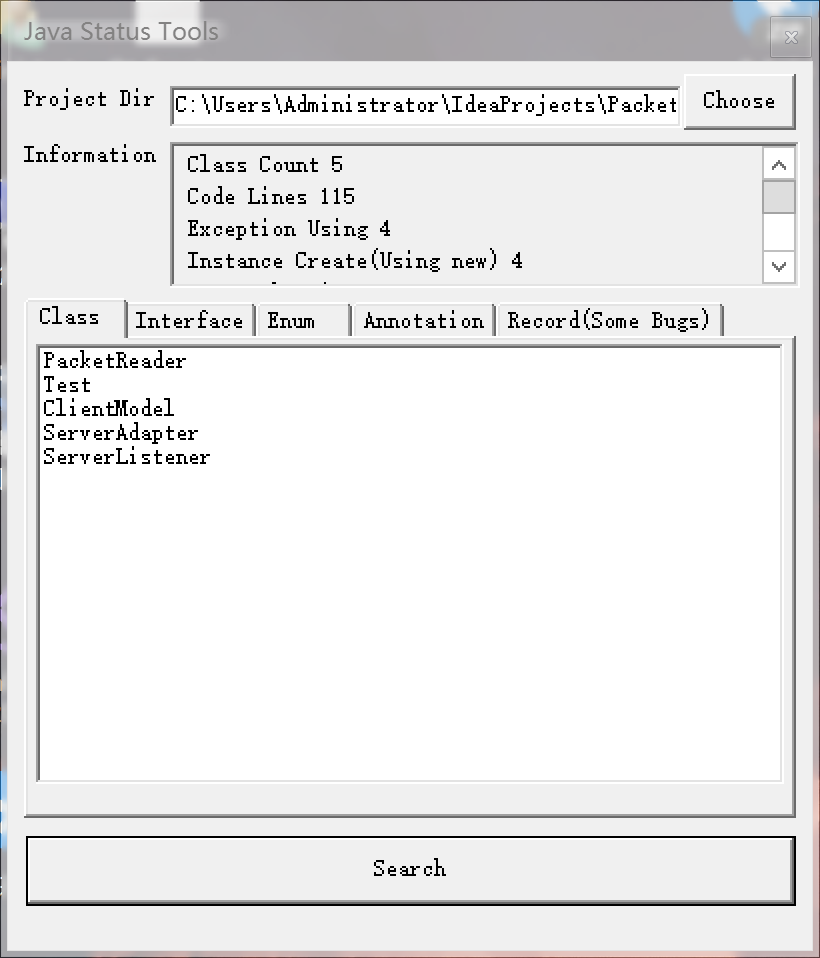 Java Status Tools
Project Dir
C:\Users\Administrator\IdeaProjects\Packet
Choose
Information
Class Count 5
Code Lines 115
Exception Using 4
Instance Create(Using new) 4
Class
Interface
Enum
Annotation
Record(Some Bugs)
PacketReader
Test
ClientModel
ServerAdapter
ServerListener
Search